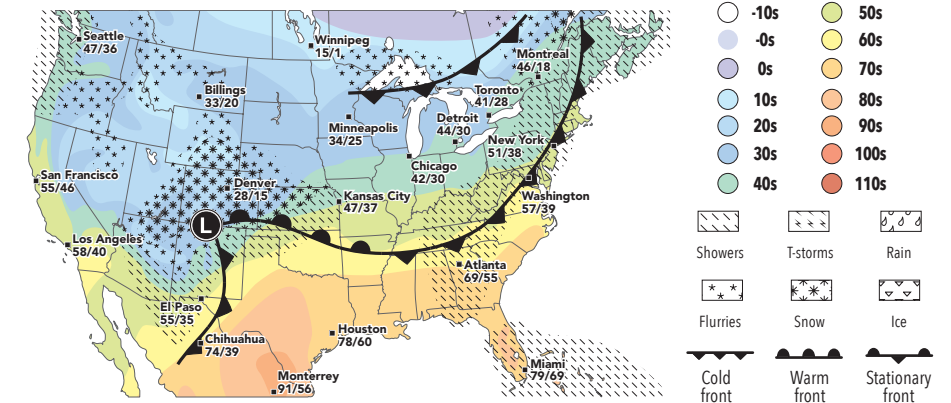 Seattle
47/36
Winnipeg
15/1
Montreal
46/18
Billings
33/20
Toronto
41/28
Minneapolis
34/25
Detroit
44/30
New York
51/38
Chicago
42/30
San Francisco
55/46
Denver
28/15
Kansas City
47/37
Washington
57/39
L
Los Angeles
58/40
Atlanta
69/55
El Paso
55/35
Chihuahua
74/39
Houston
78/60
Monterrey
91/56
Miami
79/69
-10s
50s
-0s
60s
0s
70s
10s
80s
20s
90s
30s
100s
40s
110s
Showers
T-storms
Rain
Flurries
Snow
Ice
Cold
front
Warm
front
Stationary
front